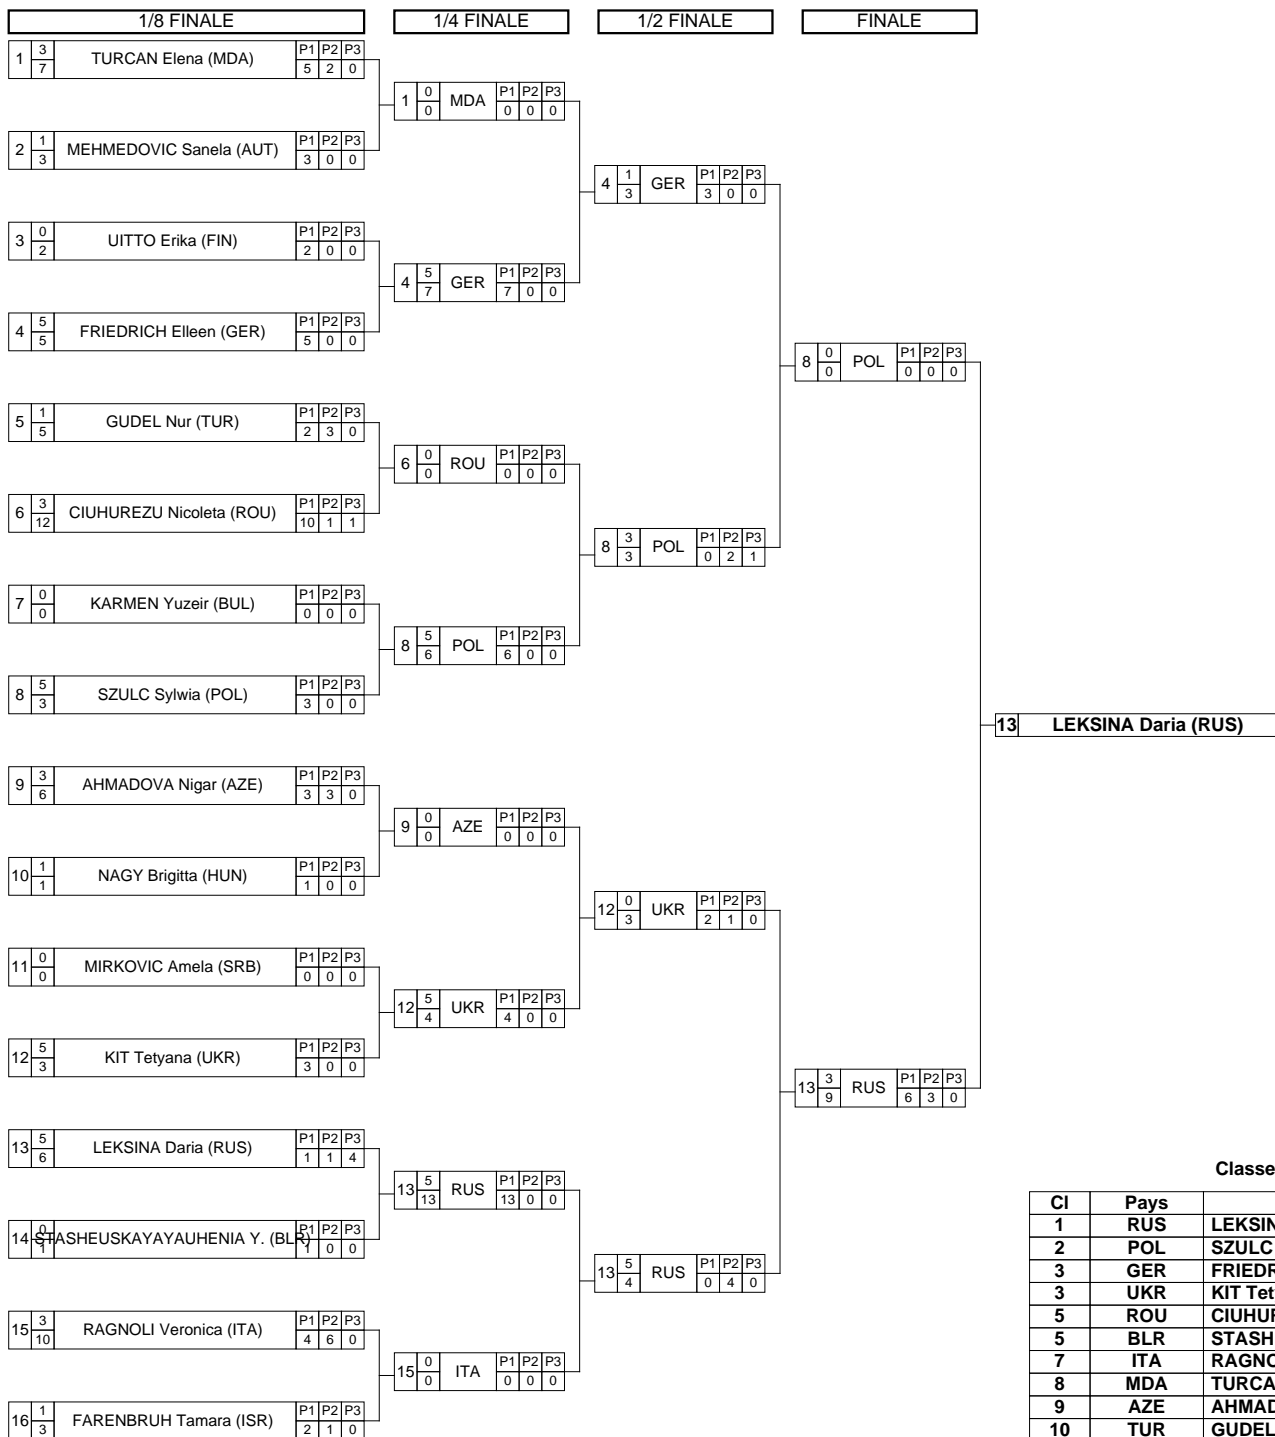 1/8 FINALE 1/4 FINALE 1/2 FINALE FINALE
1 3 7 TURCAN Elena (MDA) P1 P2 P3 5 2 0
1 0 0 MDA P1 P2 P3 0 0 0
2 1 3 MEHMEDOVIC Sanela (AUT) P1 P2 P3 3 0 0
4 1 3 GER P1 P2 P3 3 0 0
3 0 2 UITTO Erika (FIN) P1 P2 P3 2 0 0
4 5 7 GER P1 P2 P3 7 0 0
4 5 5 FRIEDRICH Elleen (GER) P1 P2 P3 5 0 0
8 0 0 POL P1 P2 P3 0 0 0
5 1 5 GUDEL Nur (TUR) P1 P2 P3 2 3 0
6 0 0 ROU P1 P2 P3 0 0 0
6 3 12 CIUHUREZU Nicoleta (ROU) P1 P2 P3 10 1 1
8 3 3 POL P1 P2 P3 0 2 1
7 0 0 KARMEN Yuzeir (BUL) P1 P2 P3 0 0 0
8 5 6 POL P1 P2 P3 6 0 0
8 5 3 SZULC Sylwia (POL) P1 P2 P3 3 0 0
13 LEKSINA Daria (RUS)
9 3 6 AHMADOVA Nigar (AZE) P1 P2 P3 3 3 0
9 0 0 AZE P1 P2 P3 0 0 0
10 1 1 NAGY Brigitta (HUN) P1 P2 P3 1 0 0
12 0 3 UKR P1 P2 P3 2 1 0
11 0 0 MIRKOVIC Amela (SRB) P1 P2 P3 0 0 0
12 5 4 UKR P1 P2 P3 4 0 0
12 5 3 KIT Tetyana (UKR) P1 P2 P3 3 0 0
13 3 9 RUS P1 P2 P3 6 3 0
13 5 6 LEKSINA Daria (RUS) P1 P2 P3 1 1 4
13 5 13 RUS P1 P2 P3 13 0 0
14 0 1 STASHEUSKAYAYAUHENIA Y. (BLR) P1 P2 P3 1 0 0
13 5 4 RUS P1 P2 P3 0 4 0
15 3 10 RAGNOLI Veronica (ITA) P1 P2 P3 4 6 0
15 0 0 ITA P1 P2 P3 0 0 0
16 1 3 FARENBRUH Tamara (ISR) P1 P2 P3 2 1 0
Classe
Cl Pays
1 RUS LEKSIN
2 POL SZULC
3 GER FRIEDR
3 UKR KIT Tet
5 ROU CIUHUR
5 BLR STASH
7 ITA RAGNO
8 MDA TURCA
9 AZE AHMAD
10 TUR GUDEL